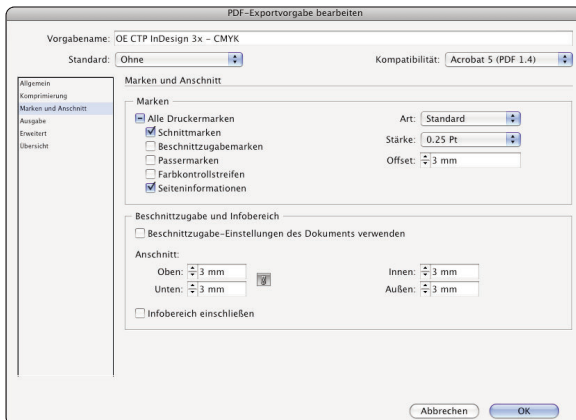 PDF-Exportvorgabe bearbeiten
Vorgabename: OE CTP InDesign 3x – CMYK
Standard: Ohne Kompatibilität: Acrobat 5 (PDF 1.4)
Allgemein
Komprimierung
Marken und Anschnitt
Ausgabe
Erweitert
Übersicht
Marken und Anschnitt
Marken
Alle Druckermarken
Schnittmarken
Beschnittzugabemarken
Passermarken
Farbkontrollstreifen
Seiteninformationen
Art: Standard
Stärke: 0.25 Pt
Offset: 3 mm
Beschnittzugabe und Infobereich
Beschnittzugabe-Einstellungen des Dokuments verwenden
Anschnitt:
Oben: 3 mm Innen: 3 mm
Unten: 3 mm Außen: 3 mm
Infobereich einschließen
Abbrechen OK